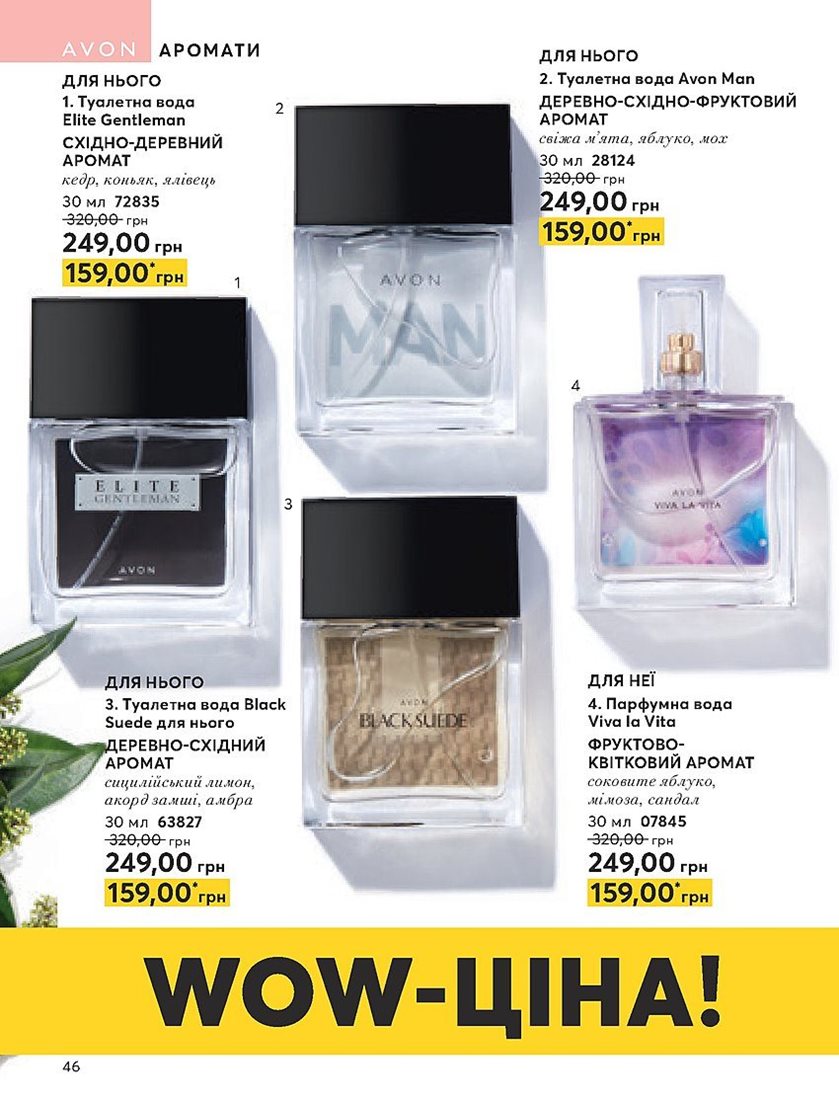 AVON АРОМАТИ
ДЛЯ НЬОГО
1. Туалетна вода
Elite Gentleman
СХІДНО-ДЕРЕВНИЙ
АРОМАТ
кедр, коньяк, ялівець
30 мл 72835
320,00 грн
249,00 грн
159,00* грн
1
2
ДЛЯ НЬОГО
2. Туалетна вода Avon Man
ДЕРЕВНО-СХІДНО-ФРУКТОВИЙ
АРОМАТ
свіжа м'ята, яблуко, мох
30 мл 28124
320,00 грн
249,00 грн
159,00* грн
AVON
MAN
4
AVON
VIVA LA VITA
ELITE
GENTLEMAN
AVON
3
AVON
BLACK SUEDE
ДЛЯ НЬОГО
3. Туалетна вода Black
Suede для нього
ДЕРЕВНО-СХІДНИЙ
АРОМАТ
сицилійський лимон,
акорд замші, амбра
30 мл 63827
320,00 грн
249,00 грн
159,00* грн
ДЛЯ НЕЇ
4. Парфумна вода
Viva la Vita
ФРУКТОВО-
КВІТКОВИЙ АРОМАТ
соковите яблуко,
мімоза, сандал
30 мл 07845
320,00 грн
249,00 грн
159,00* грн
WOW-ЦІНА!
46